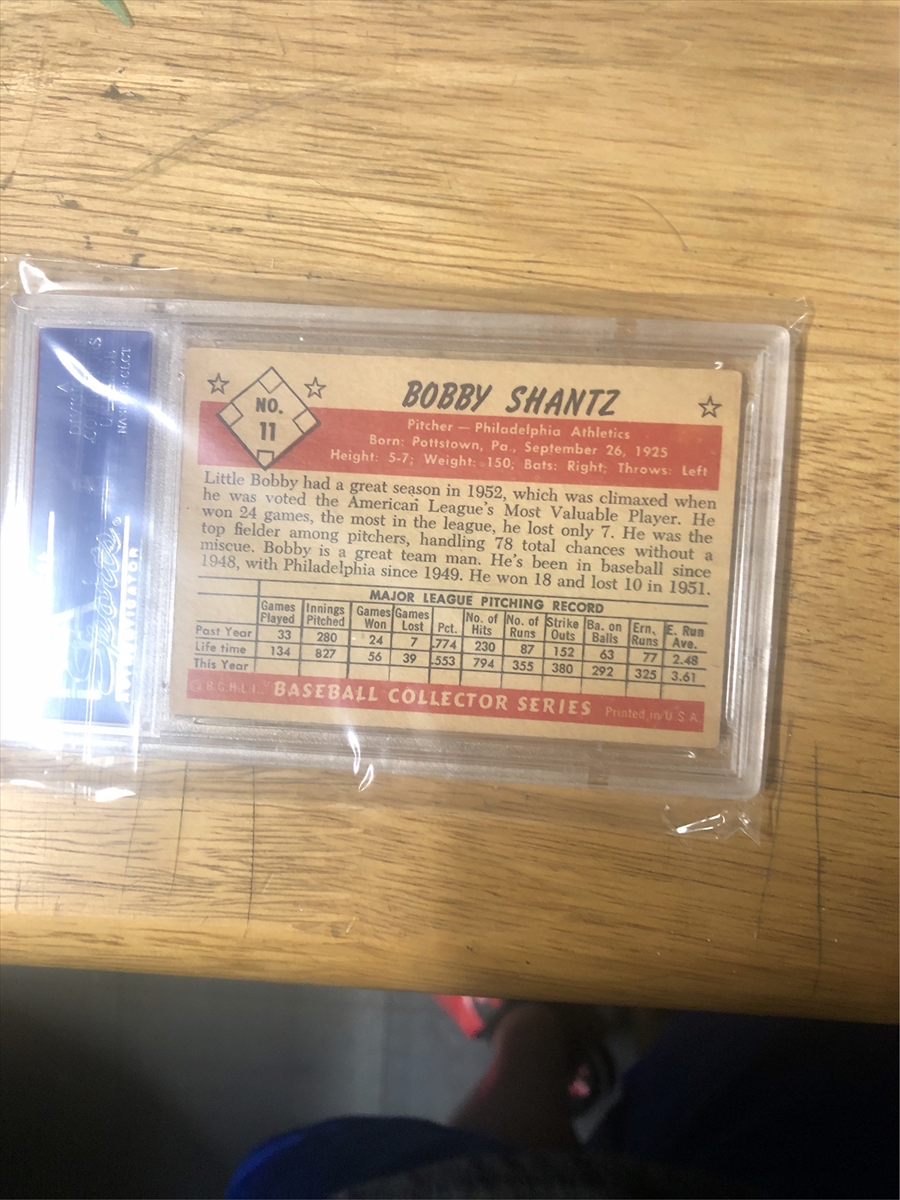 NO.
11
BOBBY SHANTZ
Pitcher — Philadelphia Athletics
Born: Pottstown, Pa., September 26, 1925
Height: 5-7; Weight: 150; Bats: Right; Throws: Left
Little Bobby had a great season in 1952, which was climaxed when
he was voted the American League's Most Valuable Player. He
won 24 games, the most in the league, he lost only 7. He was the
top fielder among pitchers, handling 78 total chances without a
miscue. Bobby is a great team man. He's been in baseball since
1948, with Philadelphia since 1949. He won 18 and lost 10 in 1951.
MAJOR LEAGUE PITCHING RECORD
Games Played Innings Pitched Games Won Games Lost Pct. No. of Hits No. of Runs Strike Outs Ba. on Balls Ern. Runs E. Run Ave.
Past Year 33 280 24 7 .774 230 87 152 63 77 2.48
Life time 134 827 56 39 .553 794 355 380 292 325 3.61
This Year
© B.G.H.L.I. BASEBALL COLLECTOR SERIES Printed in U.S.A.
Sports